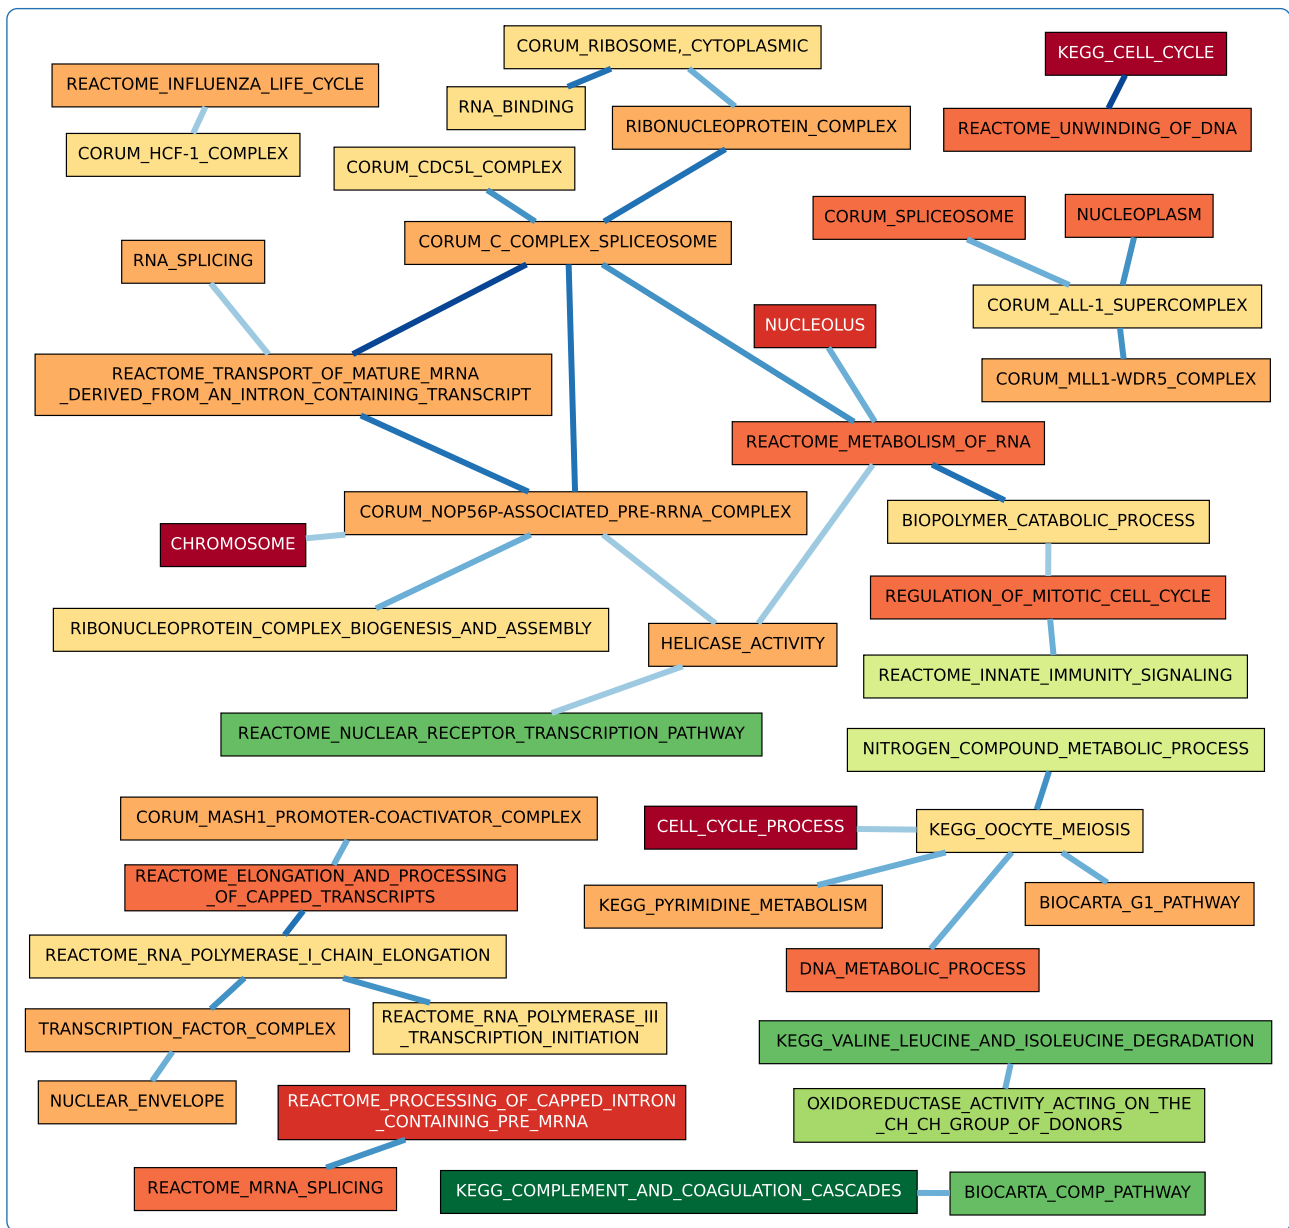 CORUM_RIBOSOME,_CYTOPLASMIC
KEGG_CELL_CYCLE
REACTOME_INFLUENZA_LIFE_CYCLE
RNA_BINDING
RIBONUCLEOPROTEIN_COMPLEX
REACTOME_UNWINDING_OF_DNA
CORUM_HCF-1_COMPLEX
CORUM_CDC5L_COMPLEX
CORUM_SPLICEOSOME
NUCLEOPLASM
CORUM_C_COMPLEX_SPLICEOSOME
RNA_SPLICING
CORUM_ALL-1_SUPERCOMPLEX
NUCLEOLUS
REACTOME_TRANSPORT_OF_MATURE_MRNA
_DERIVED_FROM_AN_INTRON_CONTAINING_TRANSCRIPT
CORUM_MLL1-WDR5_COMPLEX
REACTOME_METABOLISM_OF_RNA
CORUM_NOP56P-ASSOCIATED_PRE-RRNA_COMPLEX
BIOPOLYMER_CATABOLIC_PROCESS
CHROMOSOME
REGULATION_OF_MITOTIC_CELL_CYCLE
RIBONUCLEOPROTEIN_COMPLEX_BIOGENESIS_AND_ASSEMBLY
HELICASE_ACTIVITY
REACTOME_INNATE_IMMUNITY_SIGNALING
REACTOME_NUCLEAR_RECEPTOR_TRANSCRIPTION_PATHWAY
NITROGEN_COMPOUND_METABOLIC_PROCESS
CORUM_MASH1_PROMOTER-COACTIVATOR_COMPLEX
CELL_CYCLE_PROCESS
KEGG_OOCYTE_MEIOSIS
REACTOME_ELONGATION_AND_PROCESSING
_OF_CAPPED_TRANSCRIPTS
KEGG_PYRIMIDINE_METABOLISM
BIOCARTA_G1_PATHWAY
REACTOME_RNA_POLYMERASE_I_CHAIN_ELONGATION
DNA_METABOLIC_PROCESS
TRANSCRIPTION_FACTOR_COMPLEX
REACTOME_RNA_POLYMERASE_III
_TRANSCRIPTION_INITIATION
KEGG_VALINE_LEUCINE_AND_ISOLEUCINE_DEGRADATION
NUCLEAR_ENVELOPE
REACTOME_PROCESSING_OF_CAPPED_INTRON
_CONTAINING_PRE_MRNA
OXIDOREDUCTASE_ACTIVITY_ACTING_ON_THE
_CH_CH_GROUP_OF_DONORS
REACTOME_MRNA_SPLICING
KEGG_COMPLEMENT_AND_COAGULATION_CASCADES
BIOCARTA_COMP_PATHWAY